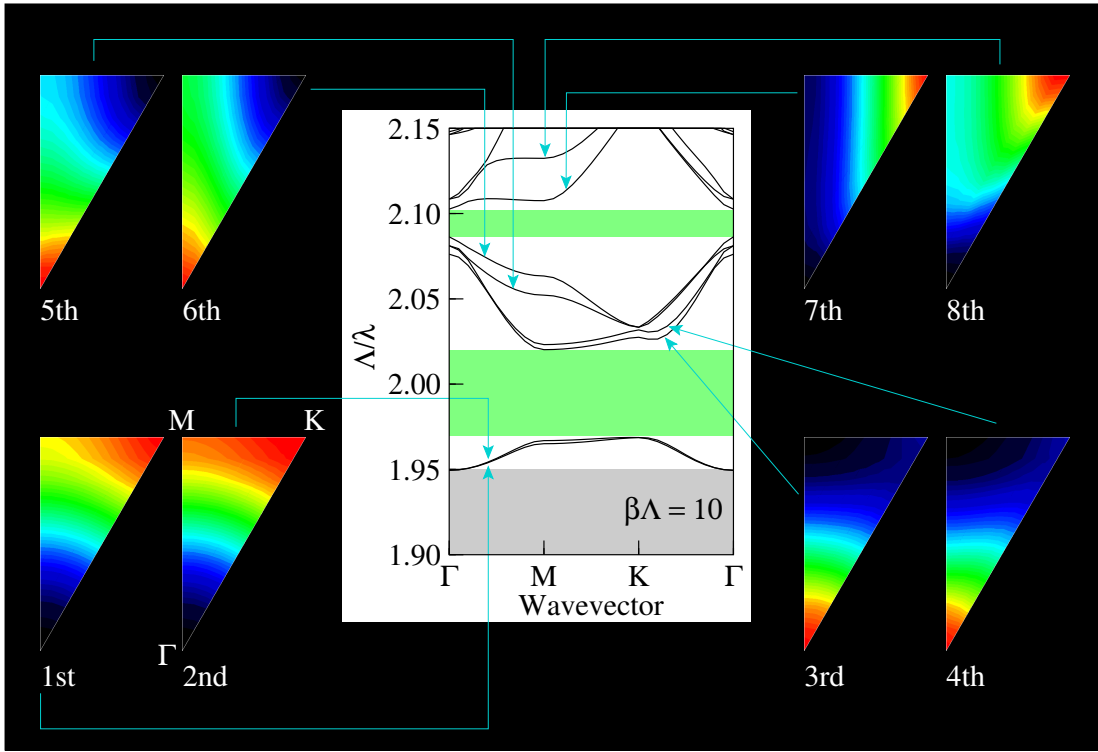 5th 6th
7th 8th
2.15
2.10
2.05
2.00
1.95
1.90
Λ/λ
βΛ = 10
Γ M K Γ
Wavevector
M K
Γ
1st 2nd
3rd 4th